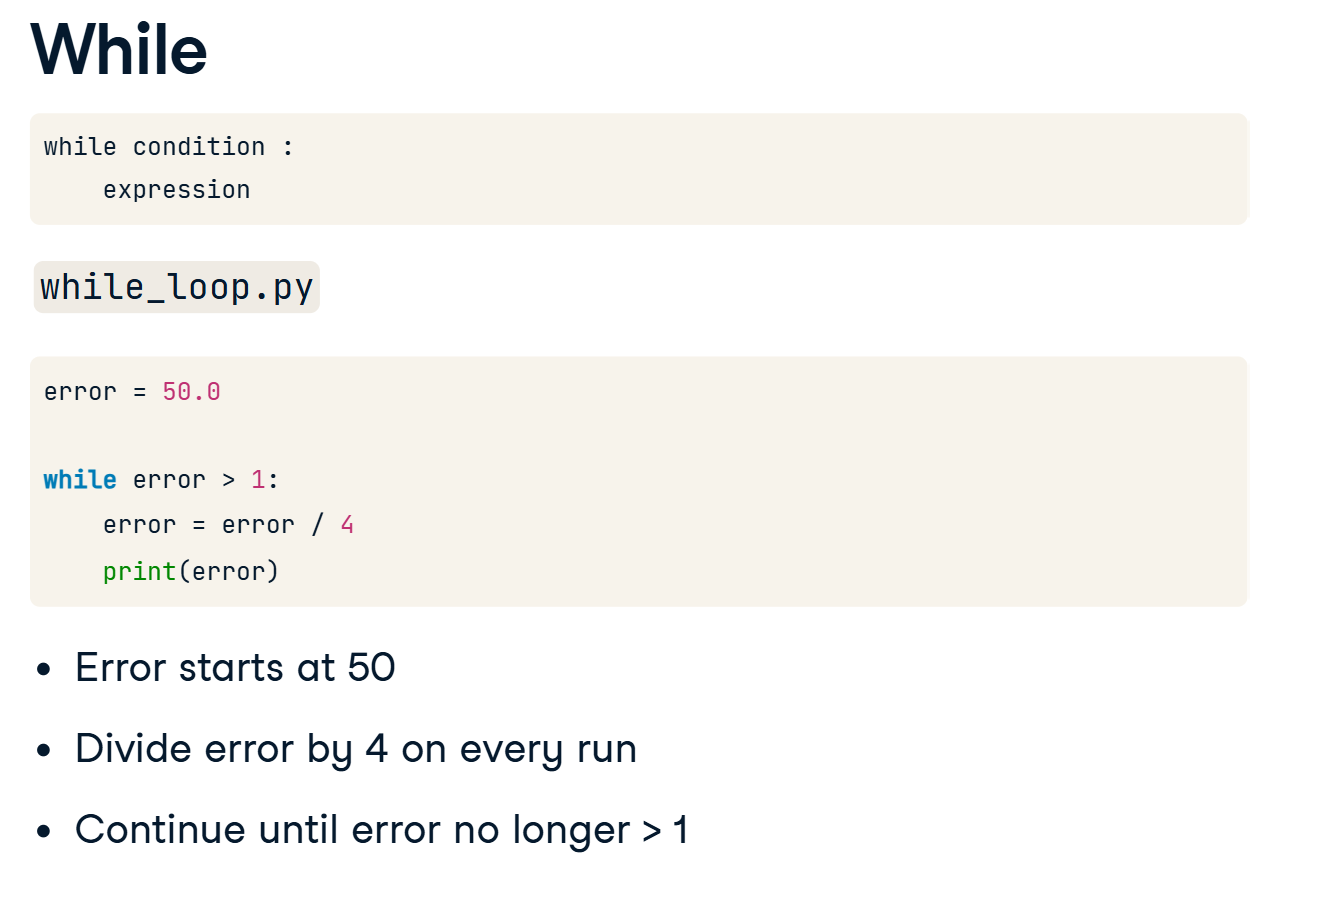 While
while condition :
    expression
while_loop.py
error = 50.0
while error > 1:
    error = error / 4
    print(error)
• Error starts at 50
• Divide error by 4 on every run
• Continue until error no longer > 1